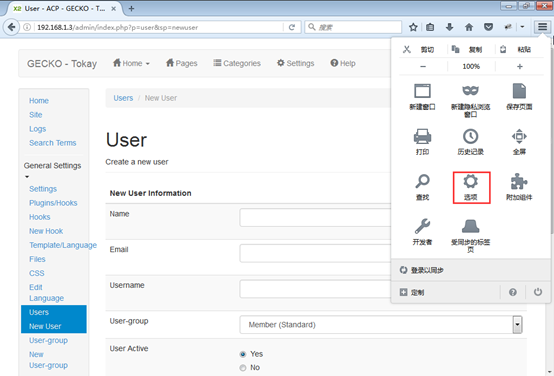 User - ACP - GECKO - T...
192.168.1.3/admin/index.php?p=user&sp=newuser
搜索
GECKO - Tokay
Home
Pages
Categories
Settings
Help
Home
Site
Logs
Search Terms
General Settings
Settings
Plugins/Hooks
Hooks
New Hook
Template/Language
Files
CSS
Edit
Language
Users
New User
User-group
New
User-group
Users / New User
User
Create a new user
New User Information
Name
Email
Username
User-group
Member (Standard)
User Active
Yes
No
剪切
复制
粘贴
100%
新建窗口
新建隐私浏览
窗口
保存页面
打印
历史记录
全屏
查找
选项
附加组件
开发者
受同步的标签
页
登录以同步
定制